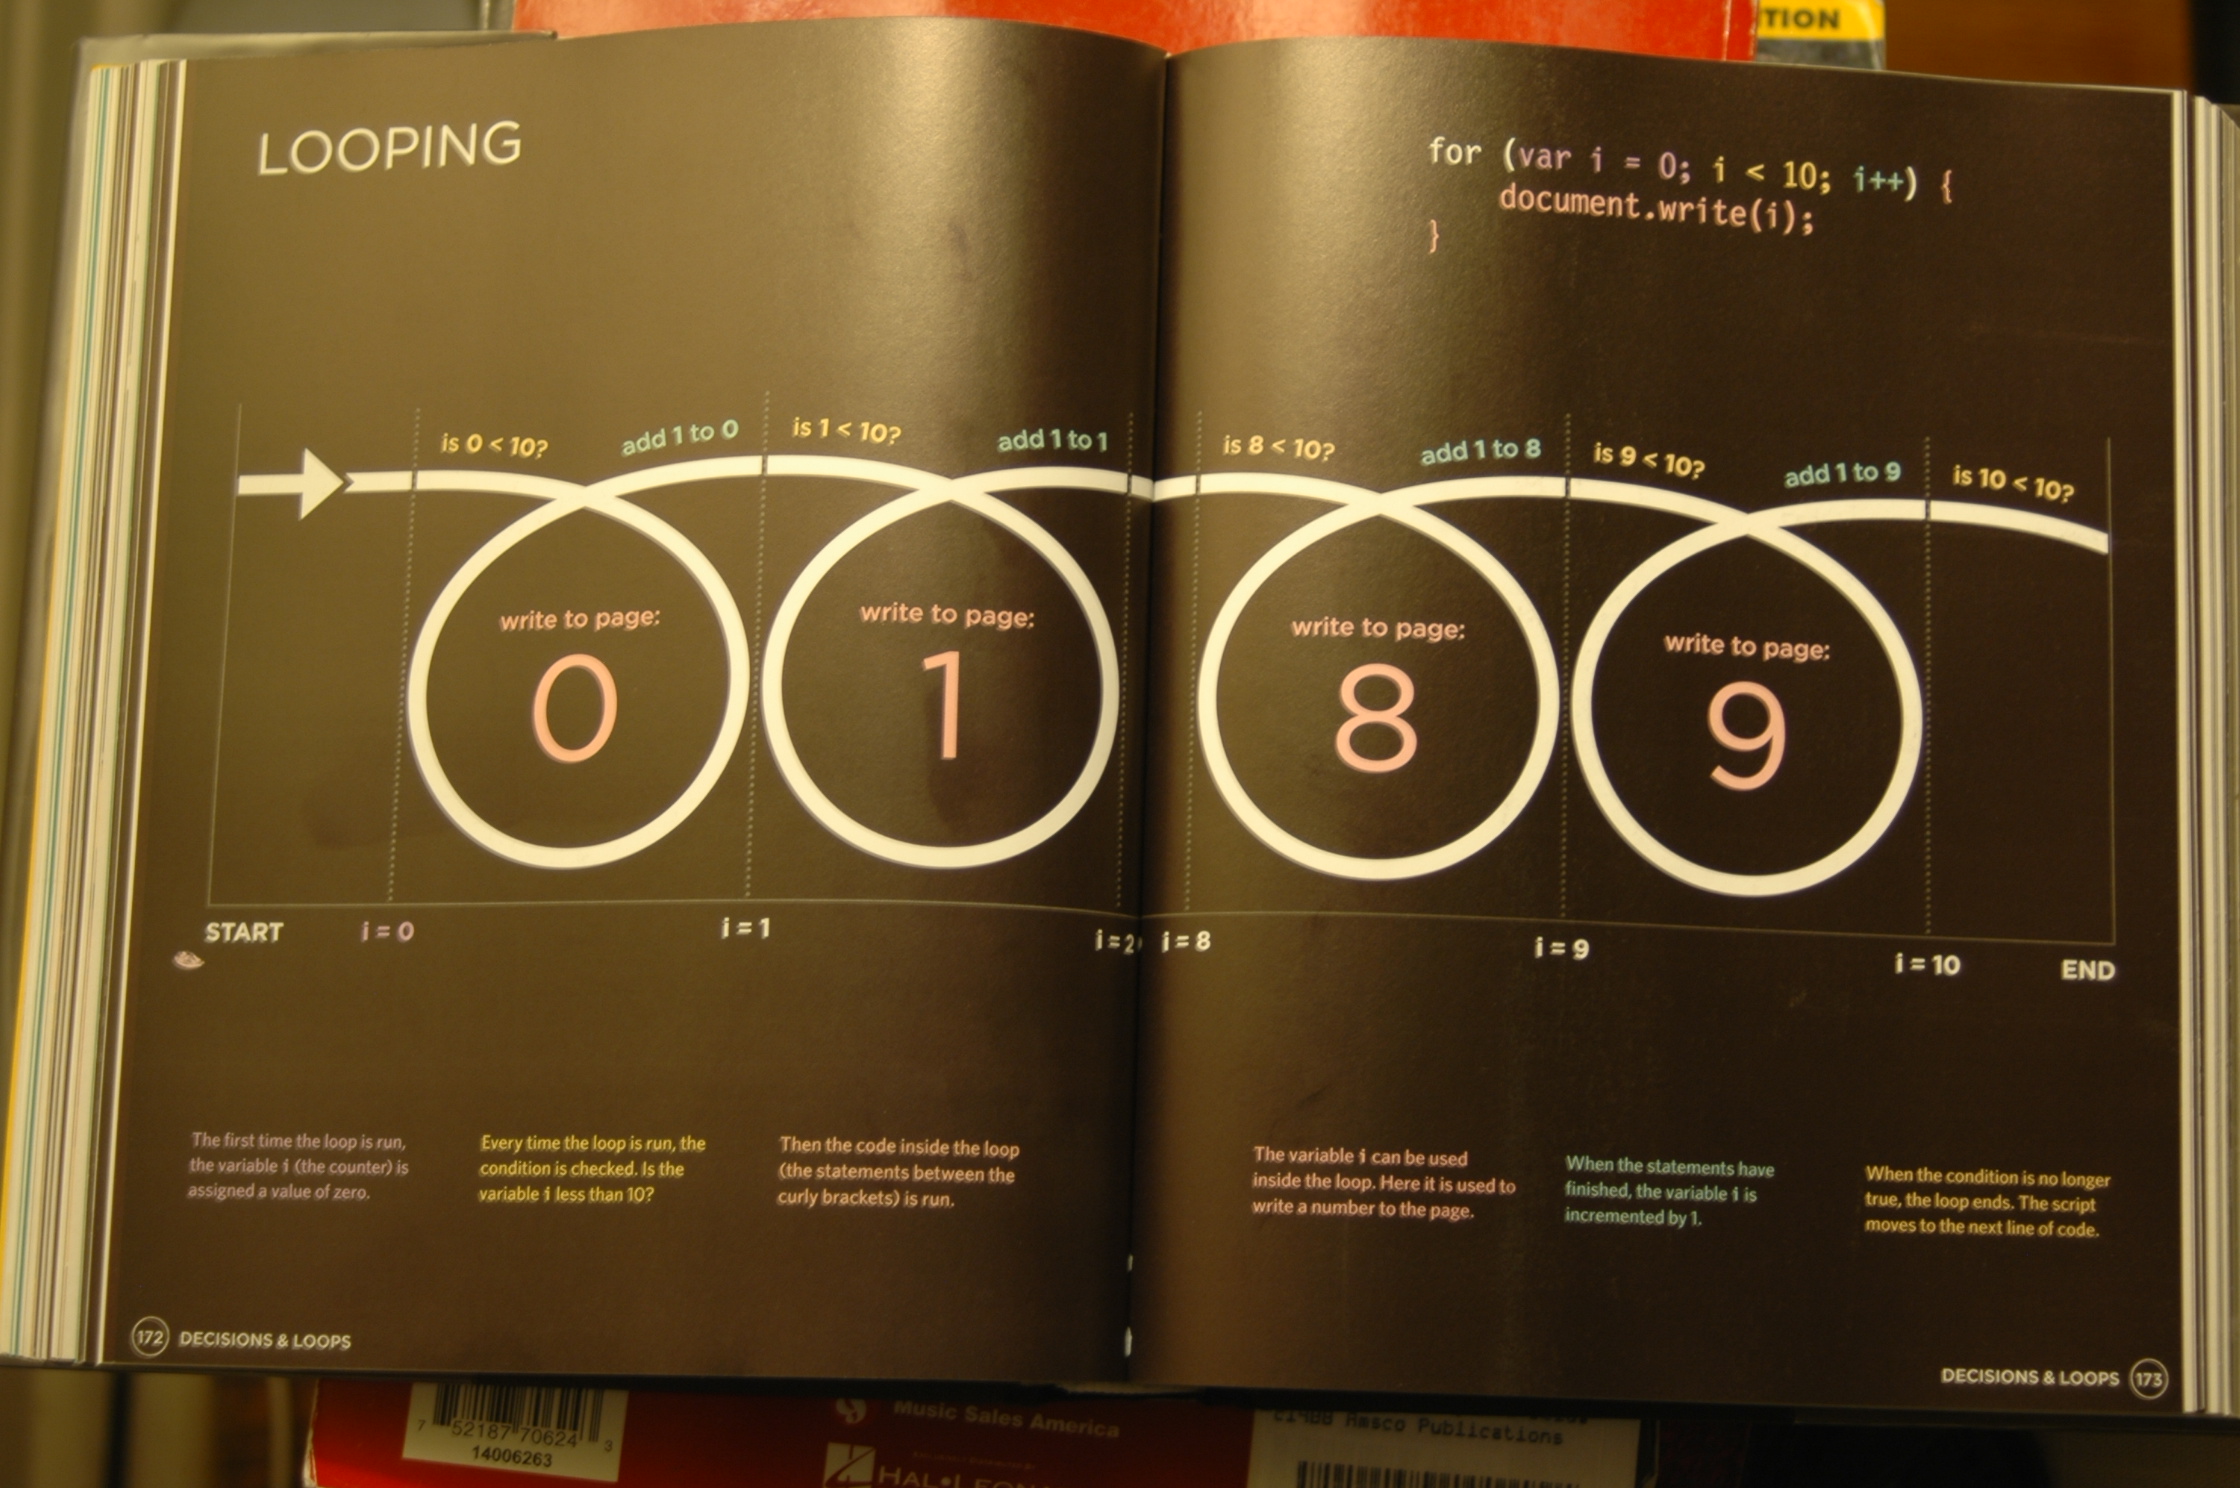 TION
LOOPING
for (var i = 0; i < 10; i++) {
document.write(i);
}
is 0 < 10?
add 1 to 0
is 1 < 10?
add 1 to 1
is 8 < 10?
add 1 to 8
is 9 < 10?
add 1 to 9
is 10 < 10?
write to page:
0
write to page:
1
write to page:
8
write to page:
9
START
i = 0
i = 1
i = 2
i = 8
i = 9
i = 10
END
The first time the loop is run,
the variable i (the counter) is
assigned a value of zero.
Every time the loop is run, the
condition is checked. Is the
variable i less than 10?
Then the code inside the loop
(the statements between the
curly brackets) is run.
The variable i can be used
inside the loop. Here it is used to
write a number to the page.
When the statements have
finished, the variable i is
incremented by 1.
When the condition is no longer
true, the loop ends. The script
moves to the next line of code.
172 DECISIONS & LOOPS
DECISIONS & LOOPS 173
7 52187 70624 3
14006263
Music Sales America
HAL•LEON
Amsco Publications